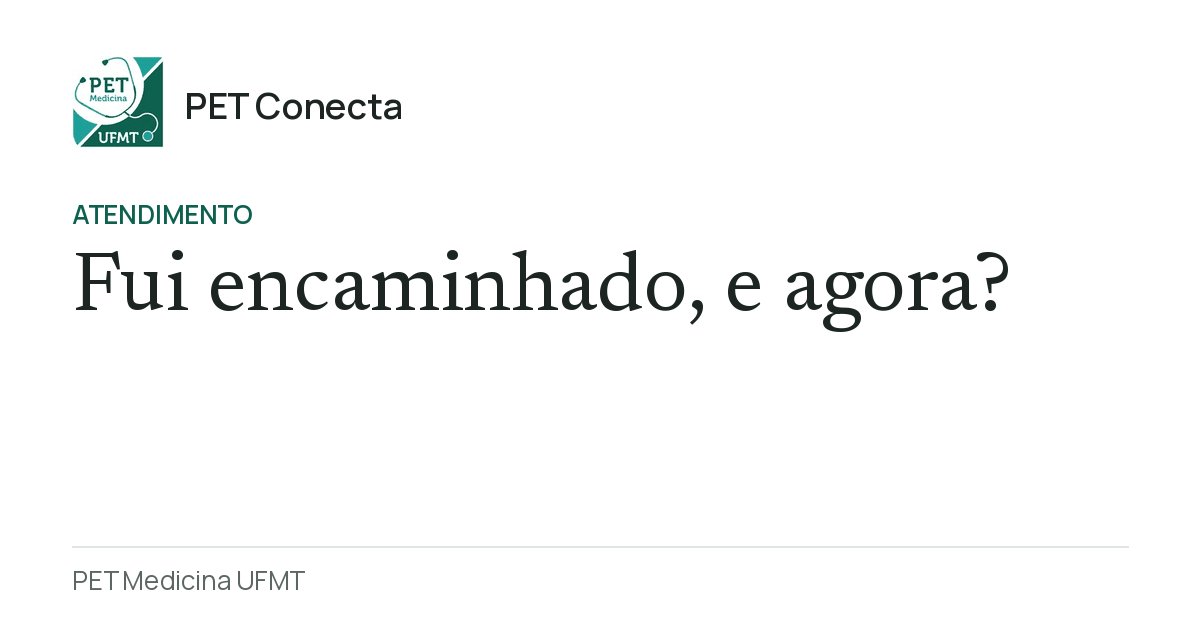 PET
Medicina
UFMT
PET Conecta
ATENDIMENTO
Fui encaminhado, e agora?
PET Medicina UFMT